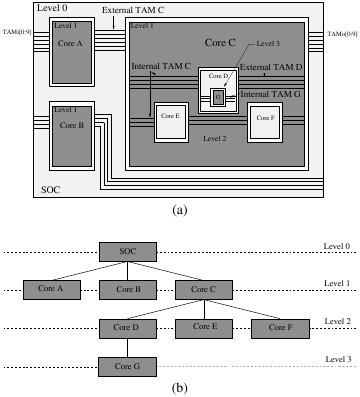 Level 0
External TAM C
Level 1
Level 1
TAMi[0:9]
TAMo[0:9]
Core A
Core C
Level 3
Internal TAM C
External TAM D
Core D
G
Internal TAM G
Level 1
Core B
Core E
Core F
Level 2
SOC
(a)
SOC
Level 0
Core A
Core B
Core C
Level 1
Core D
Core E
Core F
Level 2
Core G
Level 3
(b)